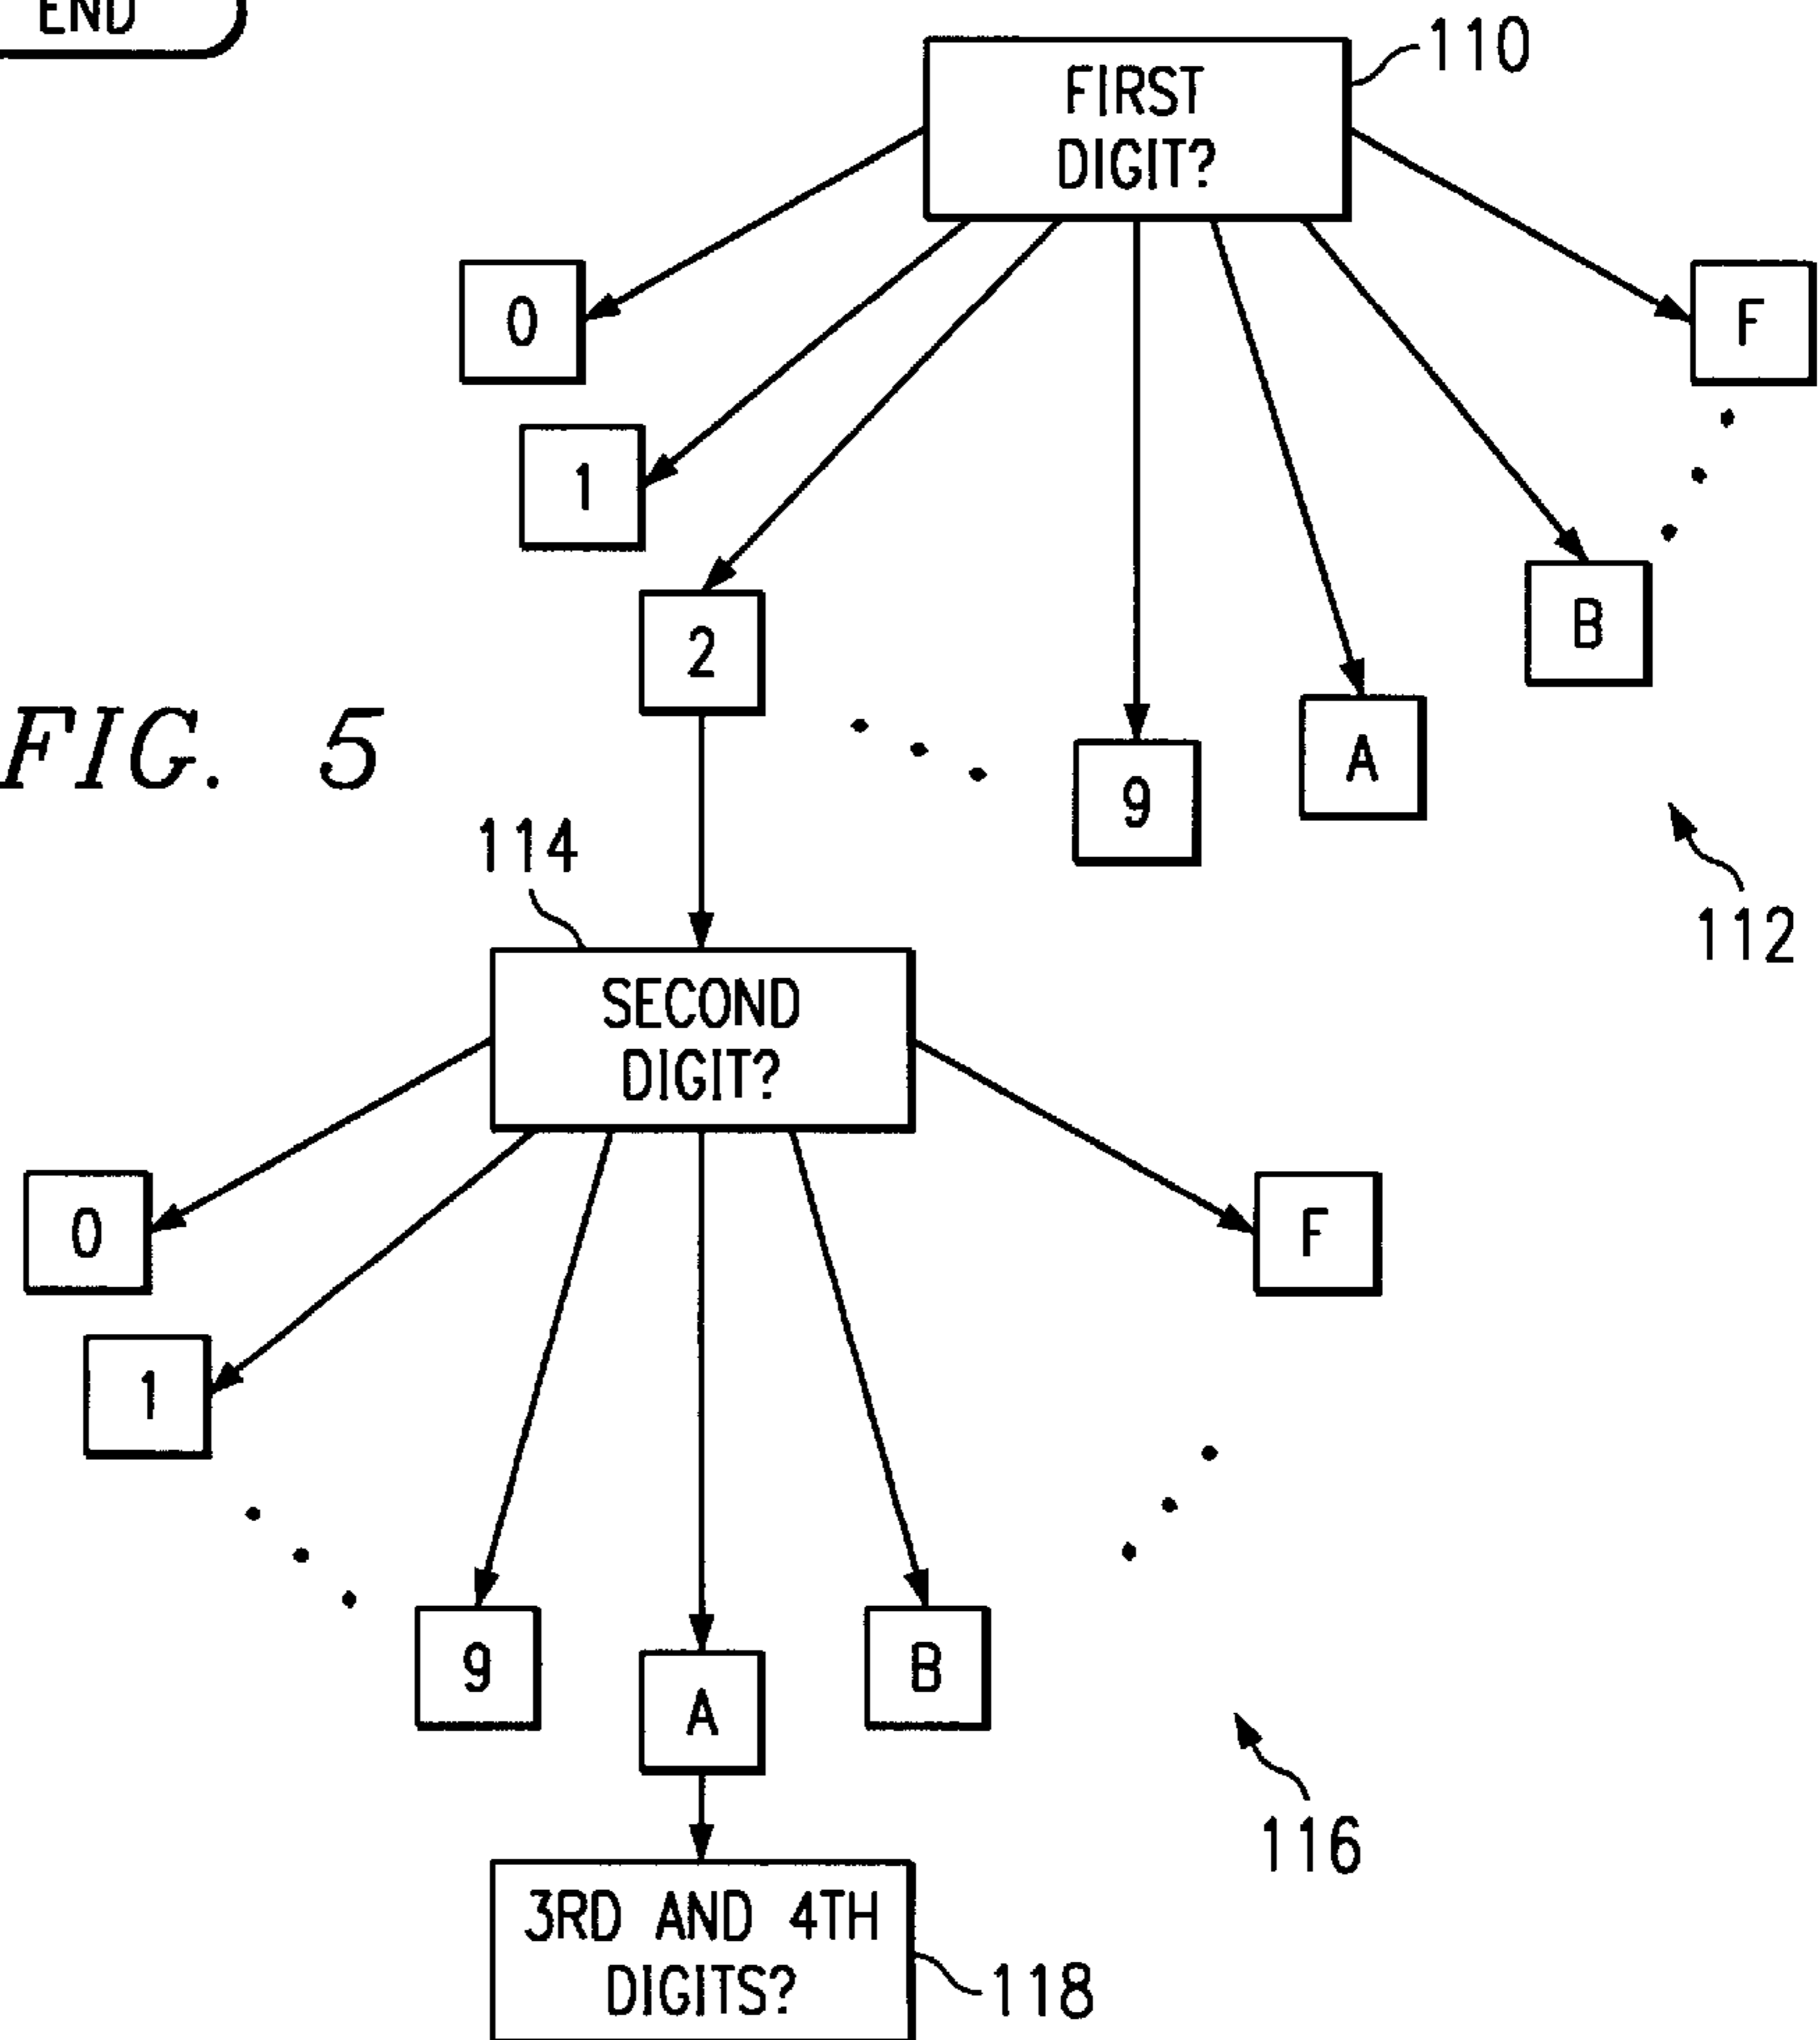 END
110
FIRST
DIGIT?
0
F
1
B
2
A
9
FIG. 5
114
112
SECOND
DIGIT?
0
F
1
9
B
A
116
3RD AND 4TH
DIGITS?
118